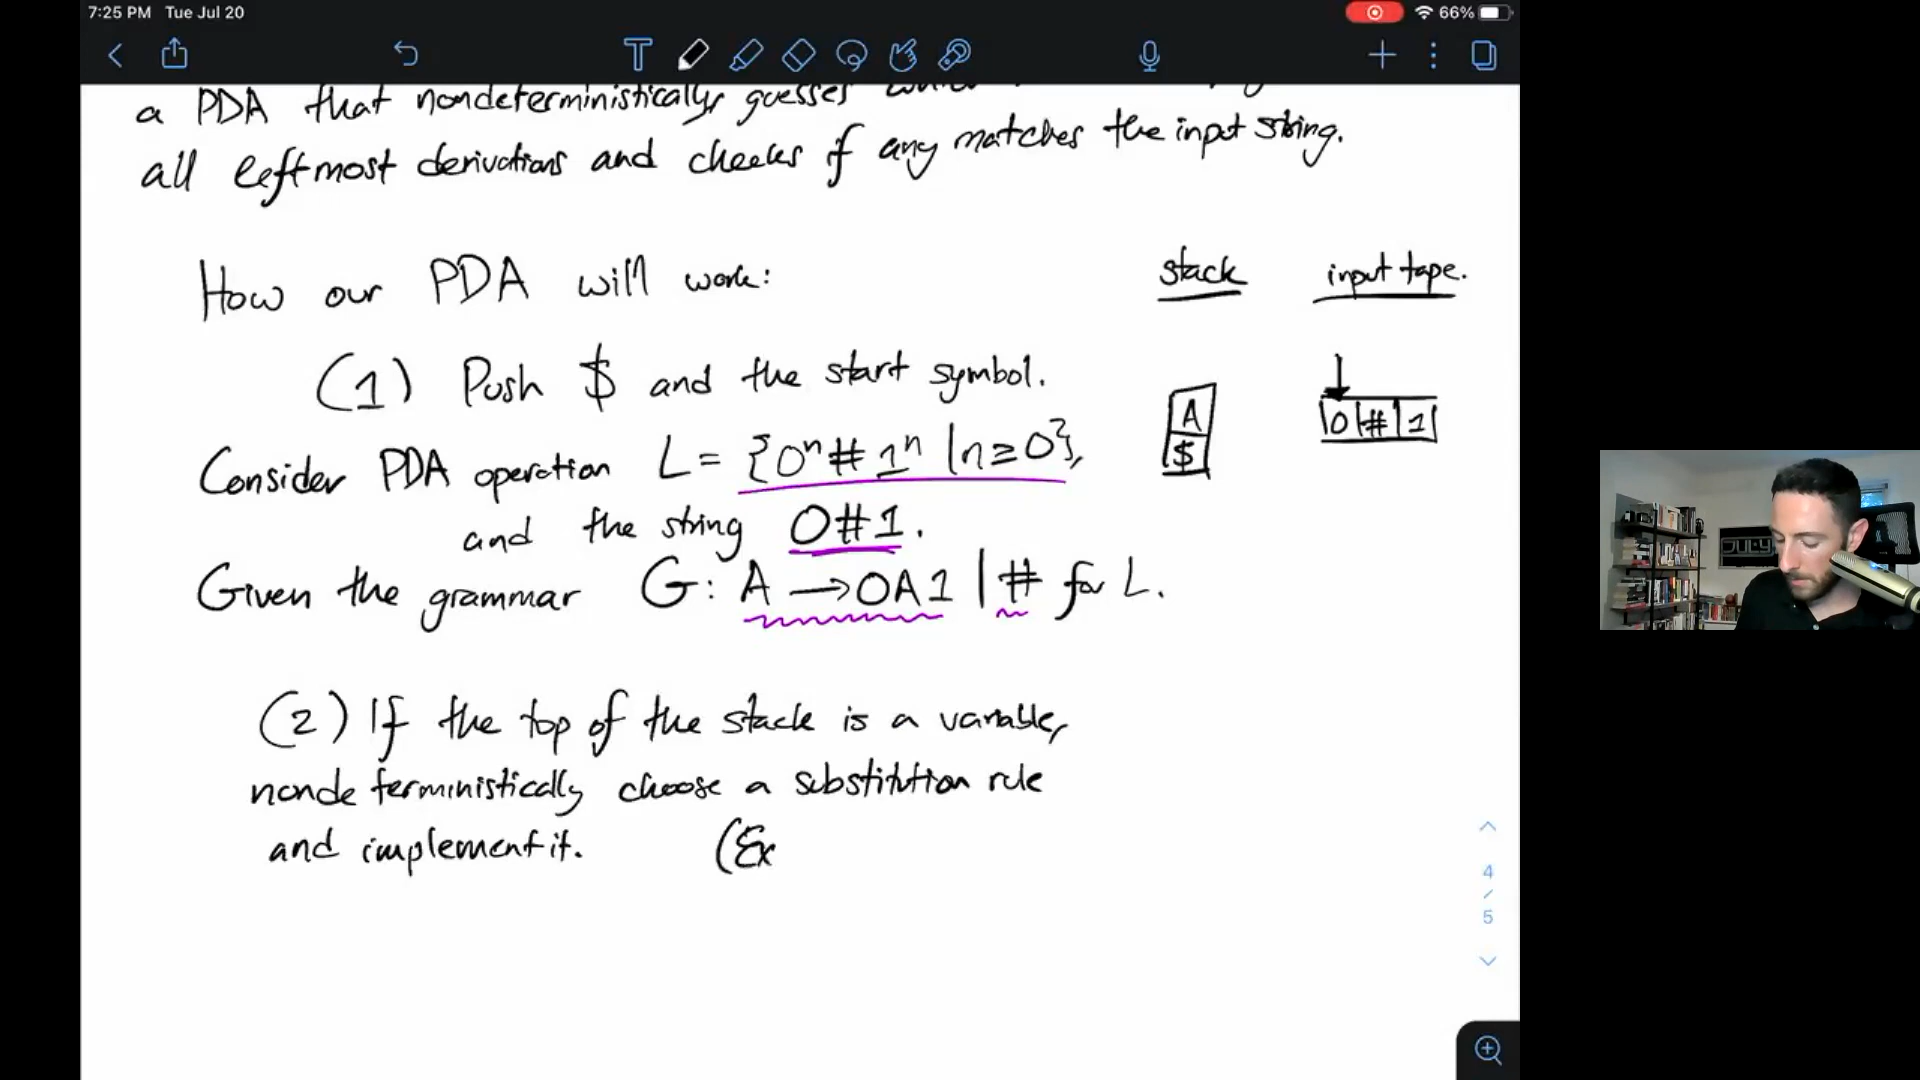 7:25 PM Tue Jul 20
66%
a PDA that nondeterministically guesses
all leftmost derivations and checks if any matches the input string.
How our PDA will work:
stack
input tape.
(1) Push $ and the start symbol.
A
$
0 # 1
Consider PDA operation L = {0ⁿ#1ⁿ | n ≥ 0},
and the string 0#1.
Given the grammar G: A → 0A1 | # for L.
(2) If the top of the stack is a variable,
nondeterministically choose a substitution rule
and implement it. (Ex
4
/
5